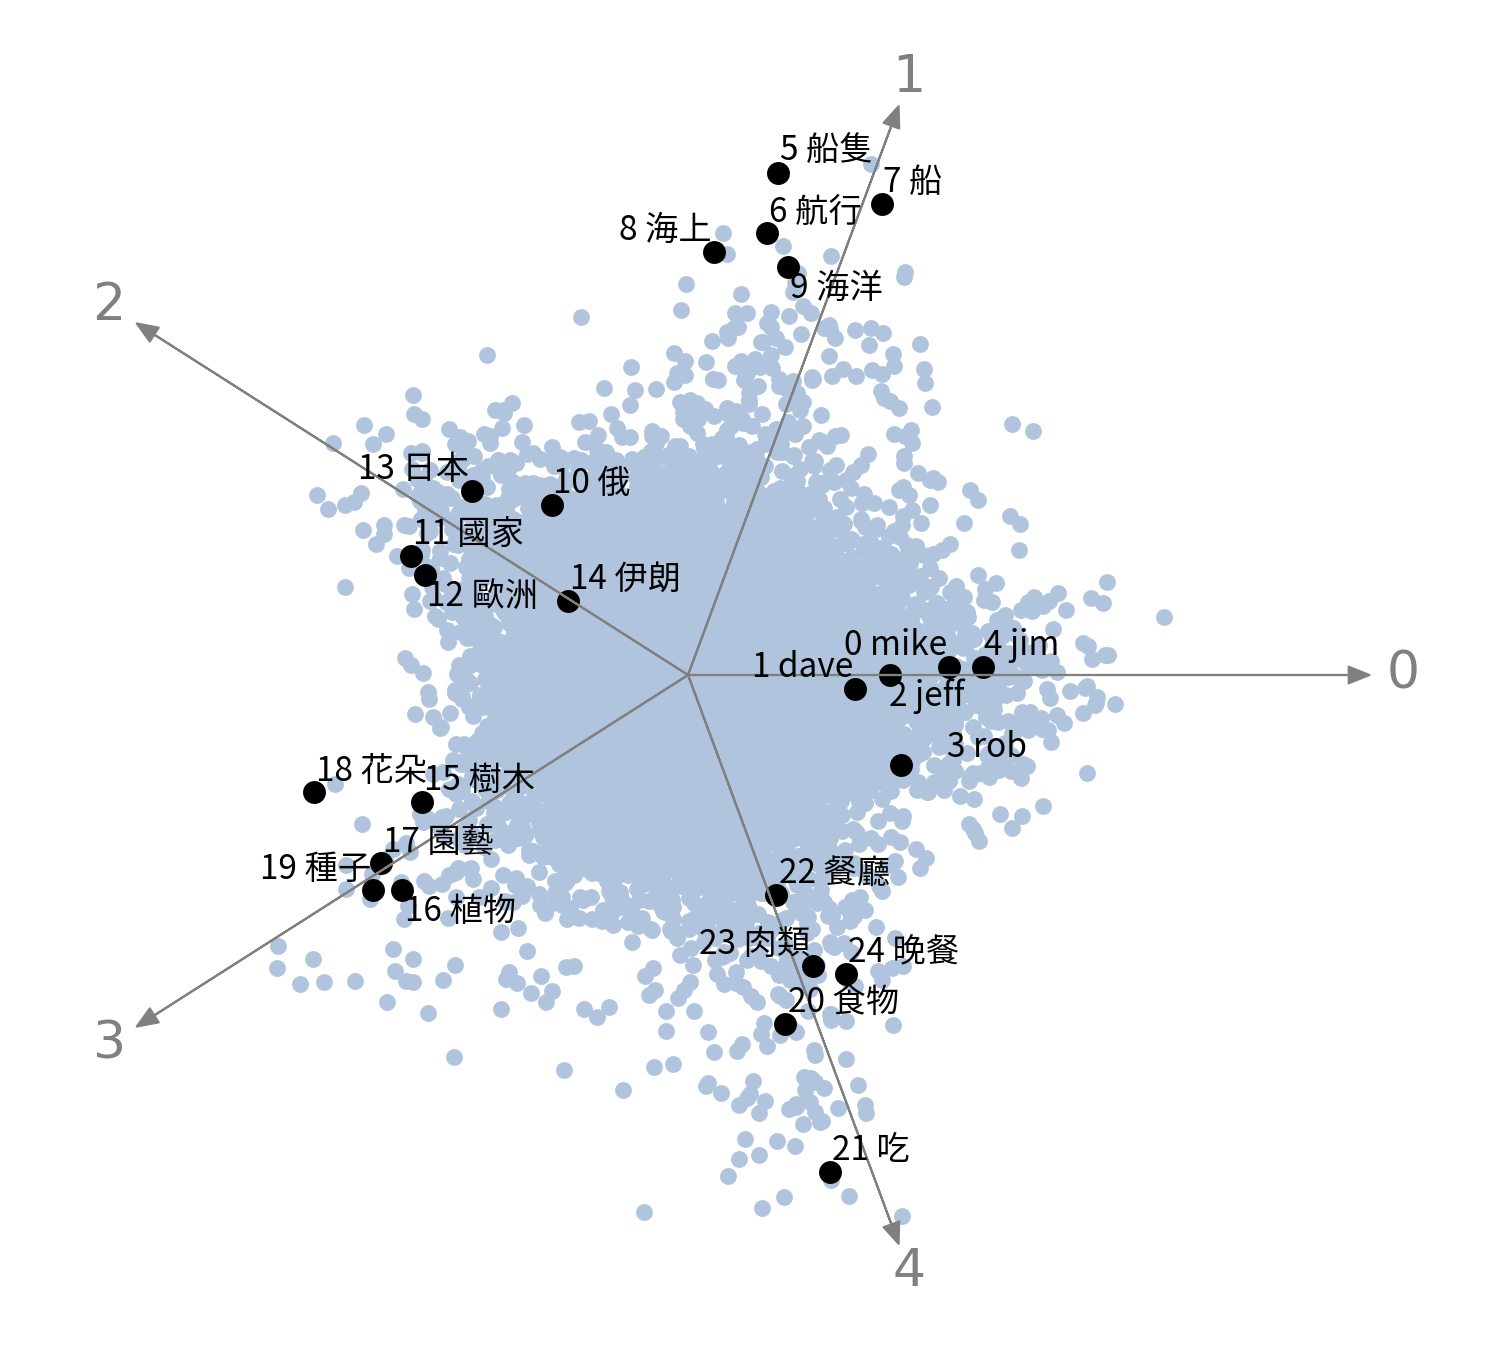 1
5 船隻
7 船
6 航行
8 海上
9 海洋
2
13 日本
10 俄
11 國家
14 伊朗
12 歐洲
0 mike
4 jim
1 dave
0
2 jeff
3 rob
18 花朵
15 樹木
17 園藝
19 種子
16 植物
22 餐廳
23 肉類
24 晚餐
20 食物
3
21 吃
4